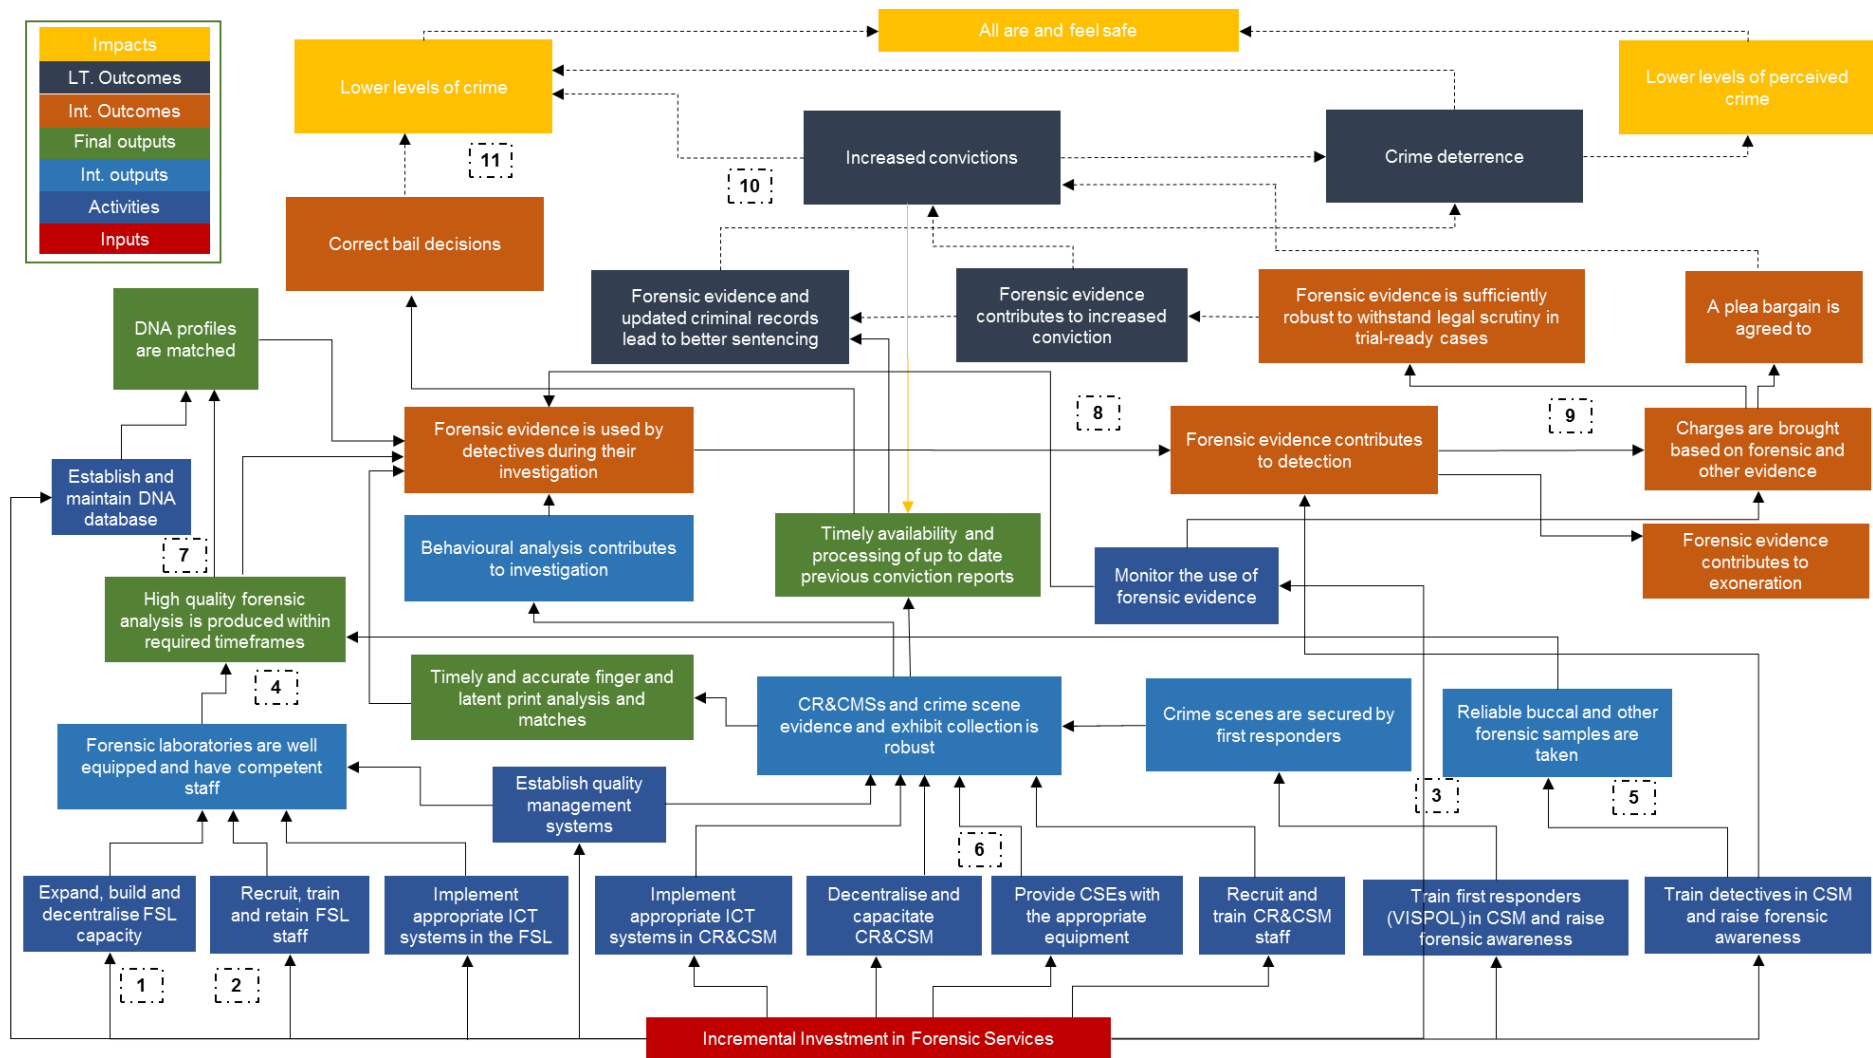 Impacts
LT. Outcomes
Int. Outcomes
Final outputs
Int. outputs
Activities
Inputs
All are and feel safe
Lower levels of crime
Lower levels of perceived
crime
11
10
Increased convictions
Crime deterrence
Correct bail decisions
Forensic evidence and
updated criminal records
lead to better sentencing
Forensic evidence
contributes to increased
conviction
Forensic evidence is sufficiently
robust to withstand legal scrutiny in
trial-ready cases
A plea bargain is
agreed to
DNA profiles
are matched
Forensic evidence is used by
detectives during their
investigation
8
Forensic evidence contributes
to detection
9
Charges are brought
based on forensic and
other evidence
Establish and
maintain DNA
database
7
Behavioural analysis contributes
to investigation
Timely availability and
processing of up to date
previous conviction reports
Monitor the use of
forensic evidence
Forensic evidence
contributes to
exoneration
High quality forensic
analysis is produced within
required timeframes
4
Timely and accurate finger and
latent print analysis and
matches
CR&CMSs and crime scene
evidence and exhibit collection is
robust
Crime scenes are secured by
first responders
Reliable buccal and other
forensic samples are
taken
Forensic laboratories are well
equipped and have competent
staff
Establish quality
management
systems
3
5
6
Expand, build and
decentralise FSL
capacity
Recruit, train
and retain FSL
staff
Implement
appropriate ICT
systems in the FSL
Implement
appropriate ICT
systems in CR&CSM
Decentralise and
capacitate
CR&CSM
Provide CSEs with
the appropriate
equipment
Recruit and
train CR&CSM
staff
Train first responders
(VISPOL) in CSM and raise
forensic awareness
Train detectives in CSM
and raise forensic
awareness
1
2
Incremental Investment in Forensic Services